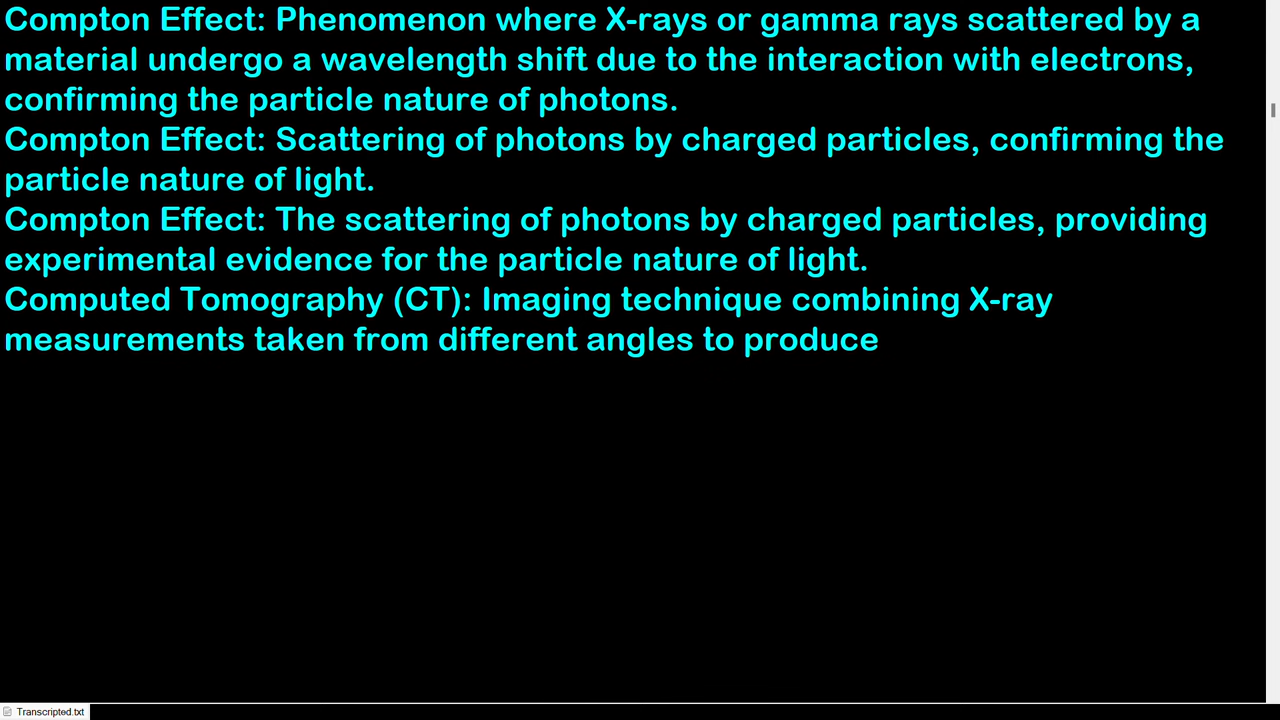 Compton Effect: Phenomenon where X-rays or gamma rays scattered by a
material undergo a wavelength shift due to the interaction with electrons,
confirming the particle nature of photons.
Compton Effect: Scattering of photons by charged particles, confirming the
particle nature of light.
Compton Effect: The scattering of photons by charged particles, providing
experimental evidence for the particle nature of light.
Computed Tomography (CT): Imaging technique combining X-ray
measurements taken from different angles to produce
Transcripted.txt